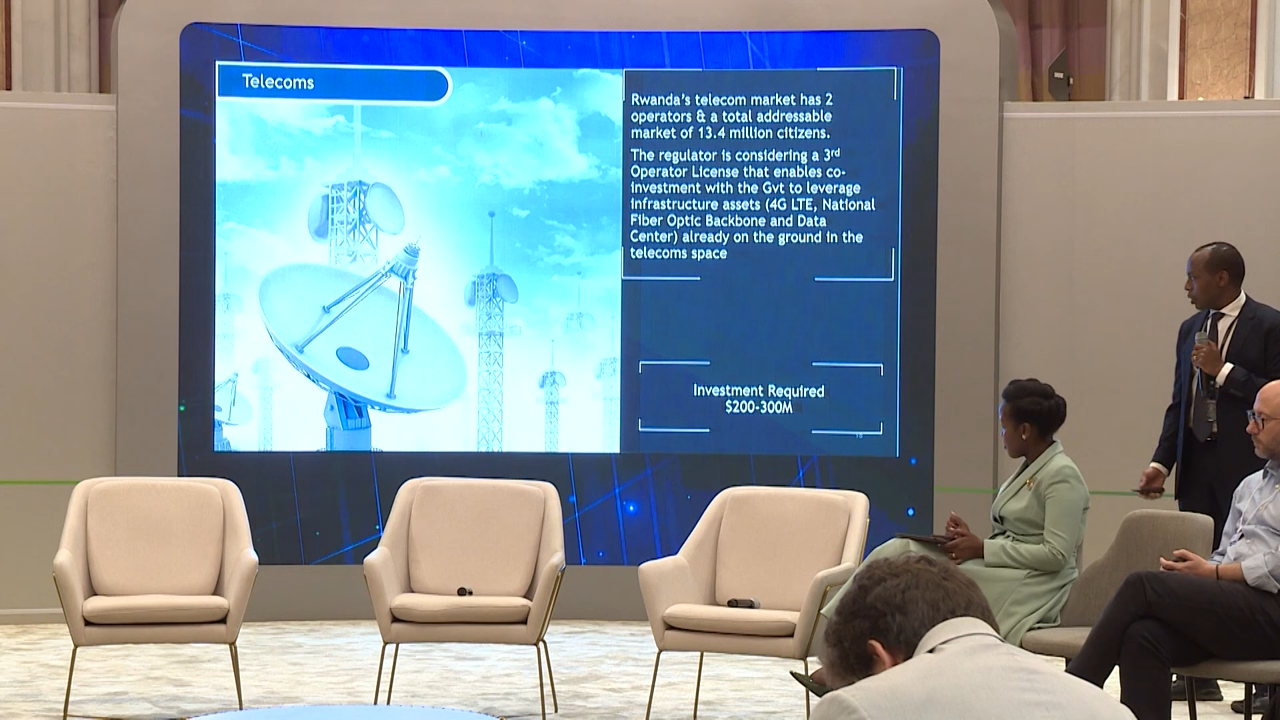 Telecoms
Rwanda's telecom market has 2
operators & a total addressable
market of 13.4 million citizens.
The regulator is considering a 3rd
Operator License that enables co-
investment with the Gvt to leverage
infrastructure assets (4G LTE, National
Fiber Optic Backbone and Data
Center) already on the ground in the
telecoms space
Investment Required
$200-300M